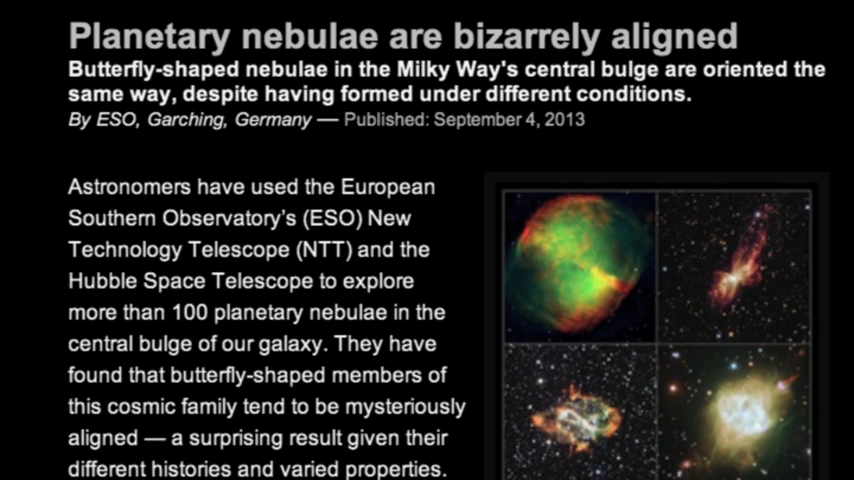 Planetary nebulae are bizarrely aligned
Butterfly-shaped nebulae in the Milky Way's central bulge are oriented the
same way, despite having formed under different conditions.
By ESO, Garching, Germany — Published: September 4, 2013
Astronomers have used the European
Southern Observatory's (ESO) New
Technology Telescope (NTT) and the
Hubble Space Telescope to explore
more than 100 planetary nebulae in the
central bulge of our galaxy. They have
found that butterfly-shaped members of
this cosmic family tend to be mysteriously
aligned — a surprising result given their
different histories and varied properties.